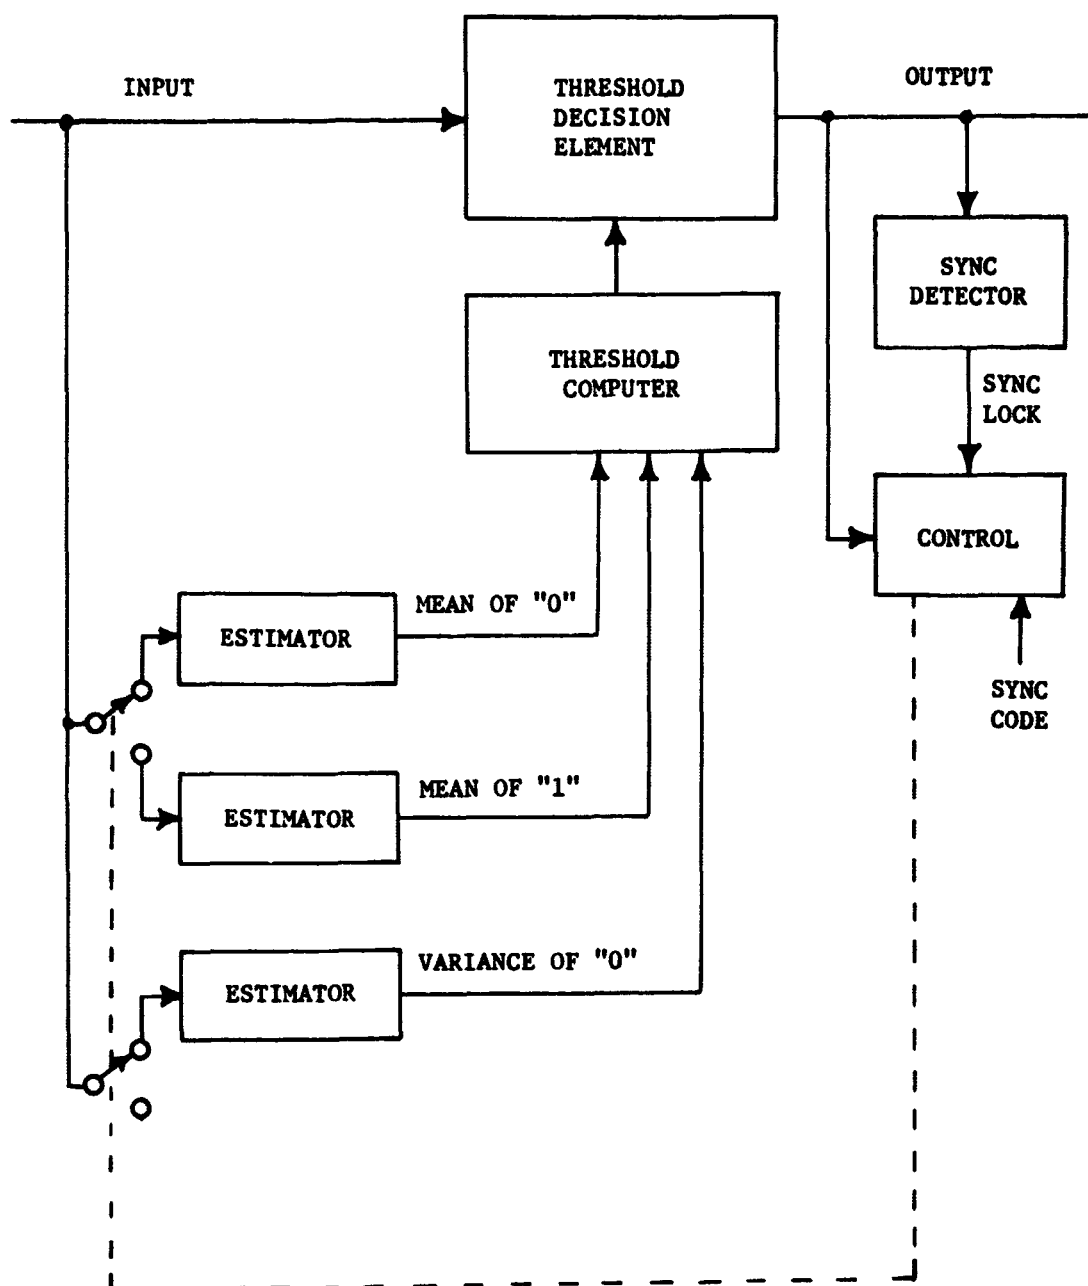 INPUT
THRESHOLD
DECISION
ELEMENT
OUTPUT
SYNC
DETECTOR
THRESHOLD
COMPUTER
SYNC
LOCK
CONTROL
MEAN OF "0"
ESTIMATOR
SYNC
CODE
MEAN OF "1"
ESTIMATOR
VARIANCE OF "0"
ESTIMATOR